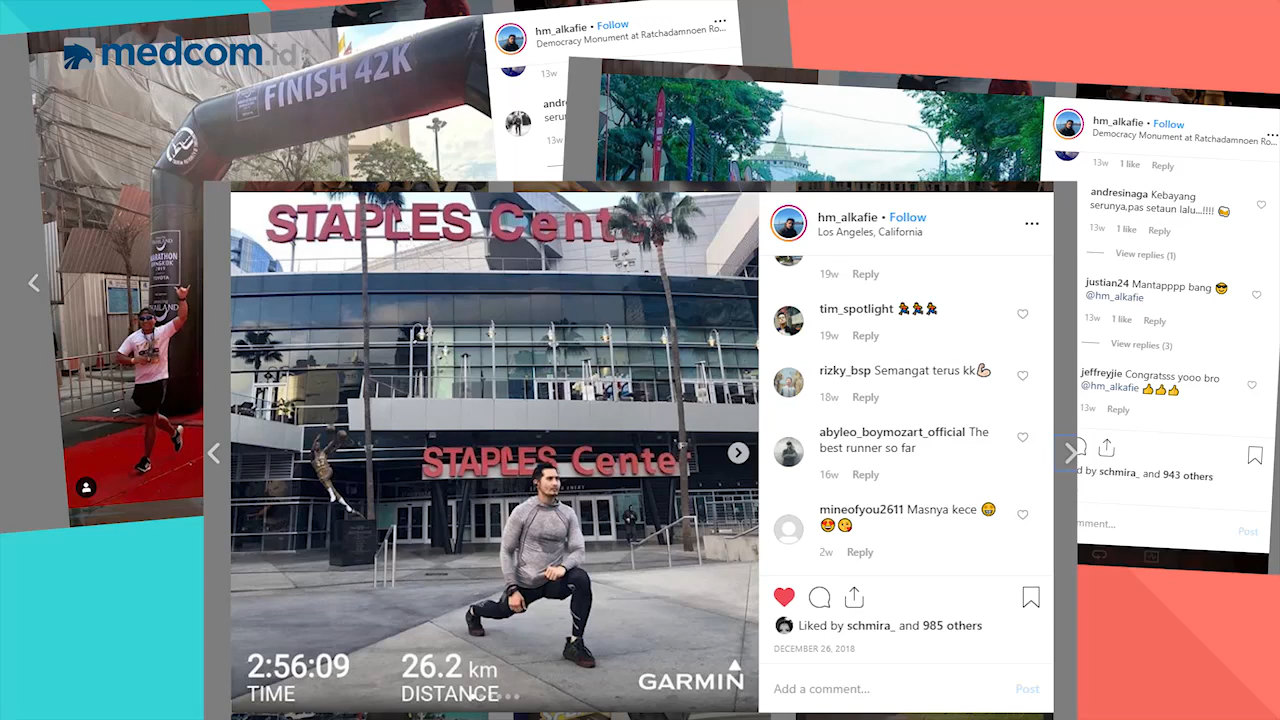 medcom.id
FINISH 42K
THAILAND
MARATHON
BANGKOK
TOYOTA
hm_alkafie • Follow
Democracy Monument at Ratchadamnoen Ro...
13w
13w
hm_alkafie • Follow
Democracy Monument at Ratchadamnoen Ro...
13w 1 like Reply
andresinaga Kebayang
serunya,pas setaun lalu...!!!! 🍻
13w 1 like Reply
View replies (1)
justian24 Mantapppp bang 😎
@hm_alkafie
13w 1 like Reply
View replies (3)
jeffreyjie Congratsss yooo bro
@hm_alkafie 👍👍👍
13w Reply
schmira_ and 943 others
Post
STAPLES Center
STAPLES Center
2:56:09
TIME
26.2 km
DISTANCE
GARMIN
hm_alkafie • Follow
Los Angeles, California
19w Reply
tim_spotlight 🏃🏃🏃
19w Reply
rizky_bsp Semangat terus kk💪
18w Reply
abyleo_boymozart_official The
best runner so far
16w Reply
mineofyou2611 Masnya kece 😁
😍😘
2w Reply
Liked by schmira_ and 985 others
DECEMBER 26, 2018
Add a comment...
Post